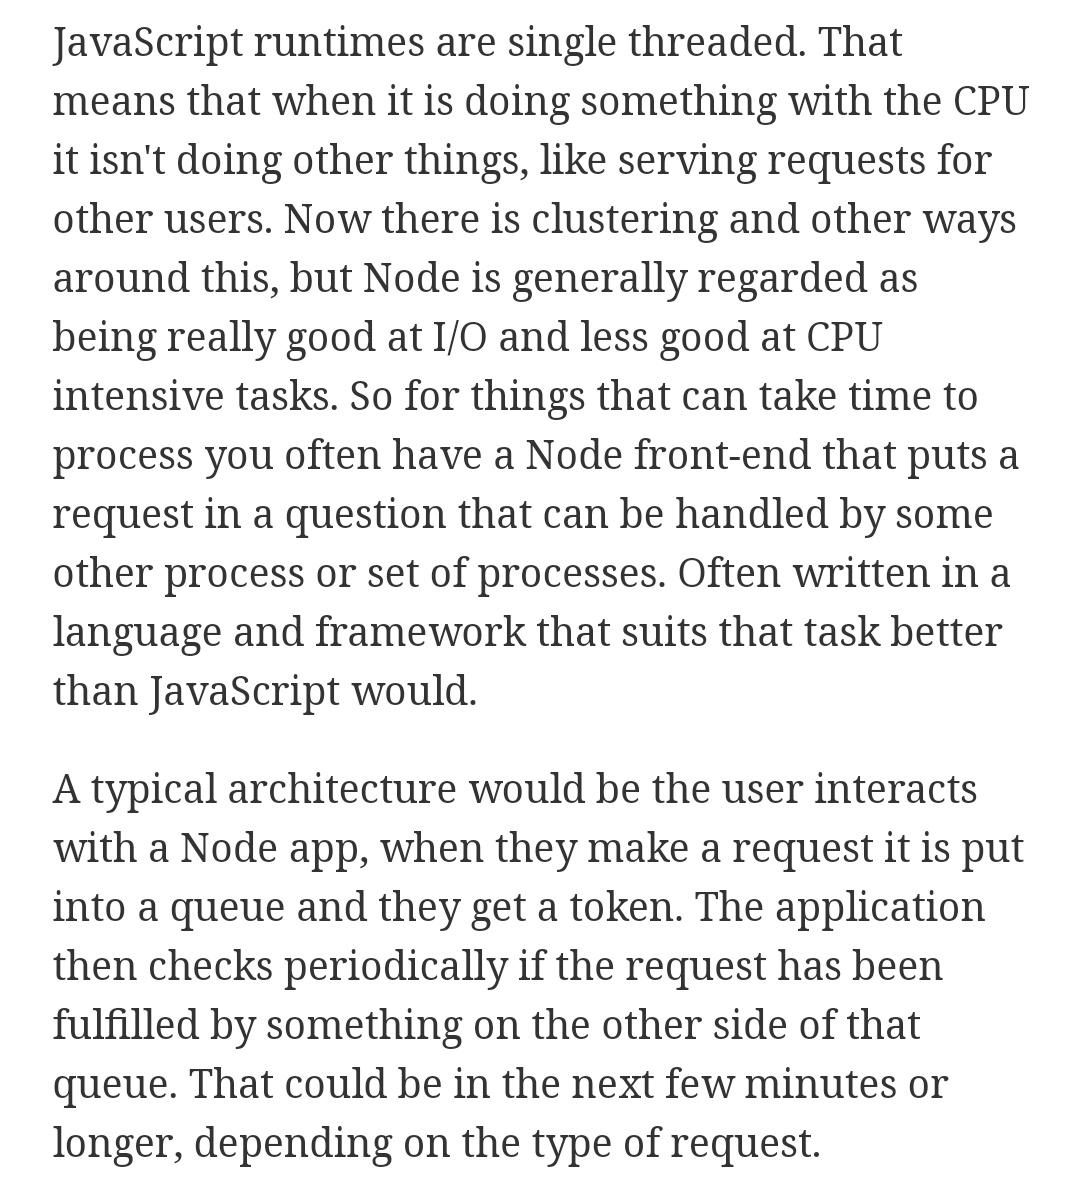 JavaScript runtimes are single threaded. That
means that when it is doing something with the CPU
it isn't doing other things, like serving requests for
other users. Now there is clustering and other ways
around this, but Node is generally regarded as
being really good at I/O and less good at CPU
intensive tasks. So for things that can take time to
process you often have a Node front-end that puts a
request in a question that can be handled by some
other process or set of processes. Often written in a
language and framework that suits that task better
than JavaScript would.
A typical architecture would be the user interacts
with a Node app, when they make a request it is put
into a queue and they get a token. The application
then checks periodically if the request has been
fulfilled by something on the other side of that
queue. That could be in the next few minutes or
longer, depending on the type of request.